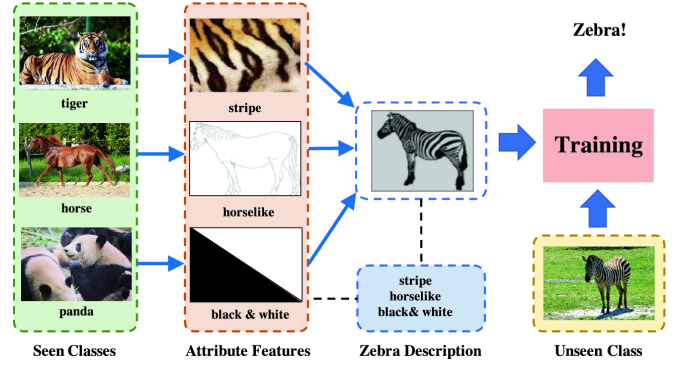 Zebra!
tiger
stripe
Training
horse
horselike
stripe
horselike
black& white
panda
black & white
Seen Classes
Attribute Features
Zebra Description
Unseen Class